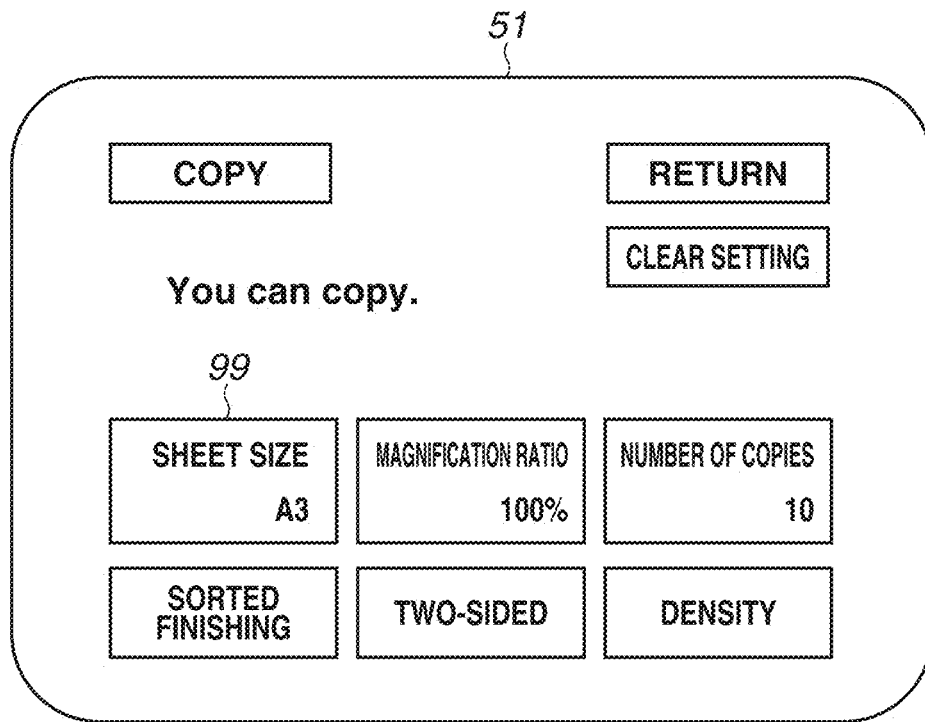 51
COPY
RETURN
CLEAR SETTING
You can copy.
99
SHEET SIZE
A3
MAGNIFICATION RATIO
100%
NUMBER OF COPIES
10
SORTED
FINISHING
TWO-SIDED
DENSITY